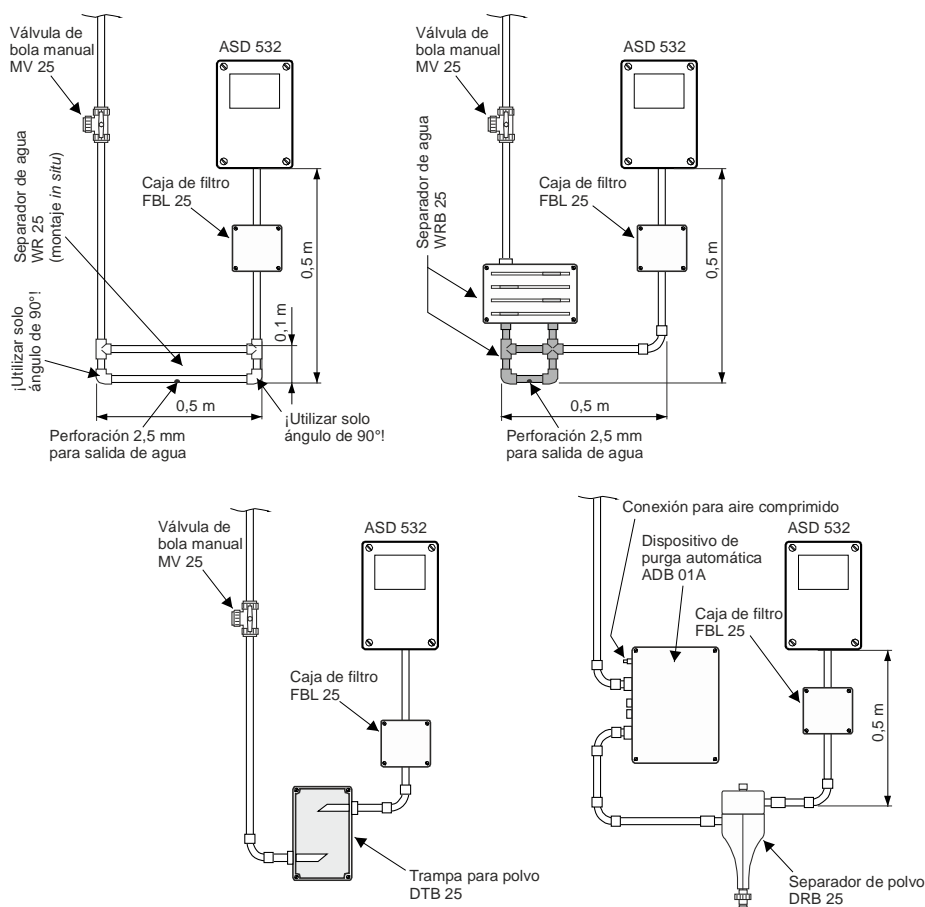 Válvula de
bola manual
MV 25
ASD 532
Separador de agua
WR 25
(montaje in situ)
Caja de filtro
FBL 25
0,5 m
0,1 m
¡Utilizar solo
ángulo de 90°!
0,5 m
¡Utilizar solo
ángulo de 90°!
Perforación 2,5 mm
para salida de agua
Válvula de
bola manual
MV 25
ASD 532
Separador de agua
WRB 25
Caja de filtro
FBL 25
0,5 m
0,5 m
Perforación 2,5 mm
para salida de agua
Válvula de
bola manual
MV 25
ASD 532
Caja de filtro
FBL 25
Trampa para polvo
DTB 25
Conexión para aire comprimido
Dispositivo de
purga automática
ADB 01A
ASD 532
Caja de filtro
FBL 25
0,5 m
Separador de polvo
DRB 25